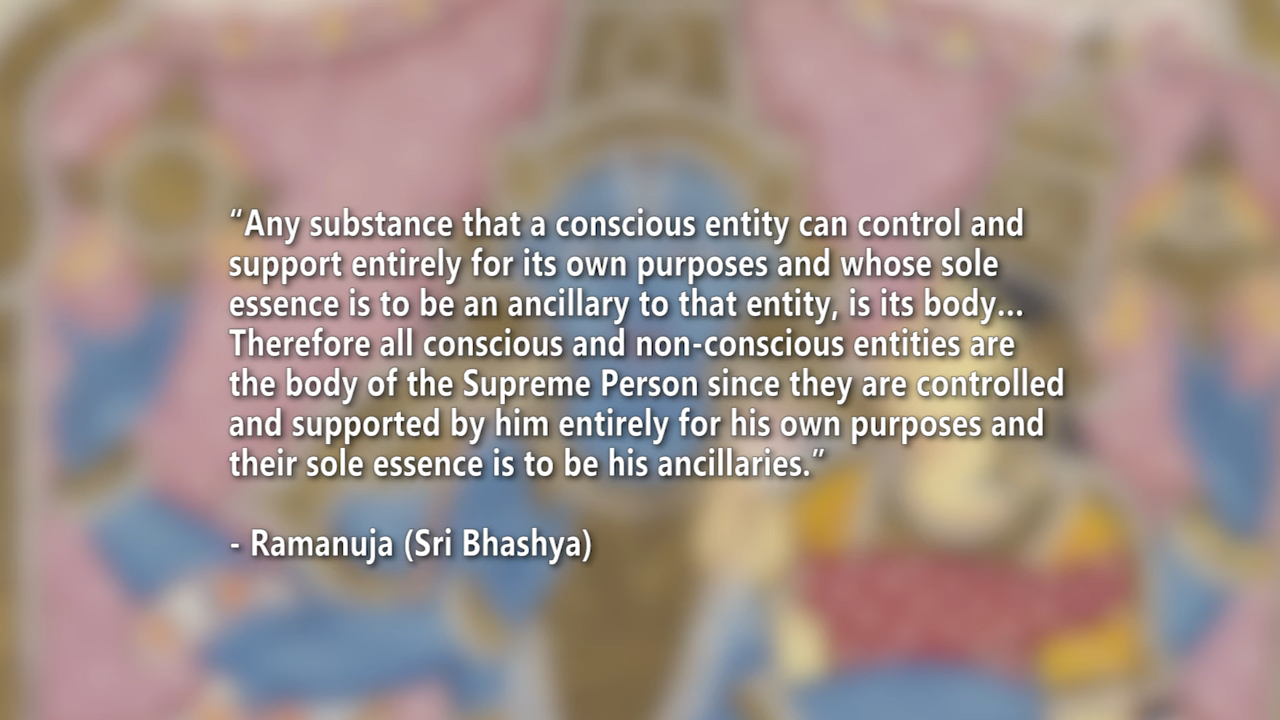 “Any substance that a conscious entity can control and
support entirely for its own purposes and whose sole
essence is to be an ancillary to that entity, is its body...
Therefore all conscious and non-conscious entities are
the body of the Supreme Person since they are controlled
and supported by him entirely for his own purposes and
their sole essence is to be his ancillaries.”
- Ramanuja (Sri Bhashya)